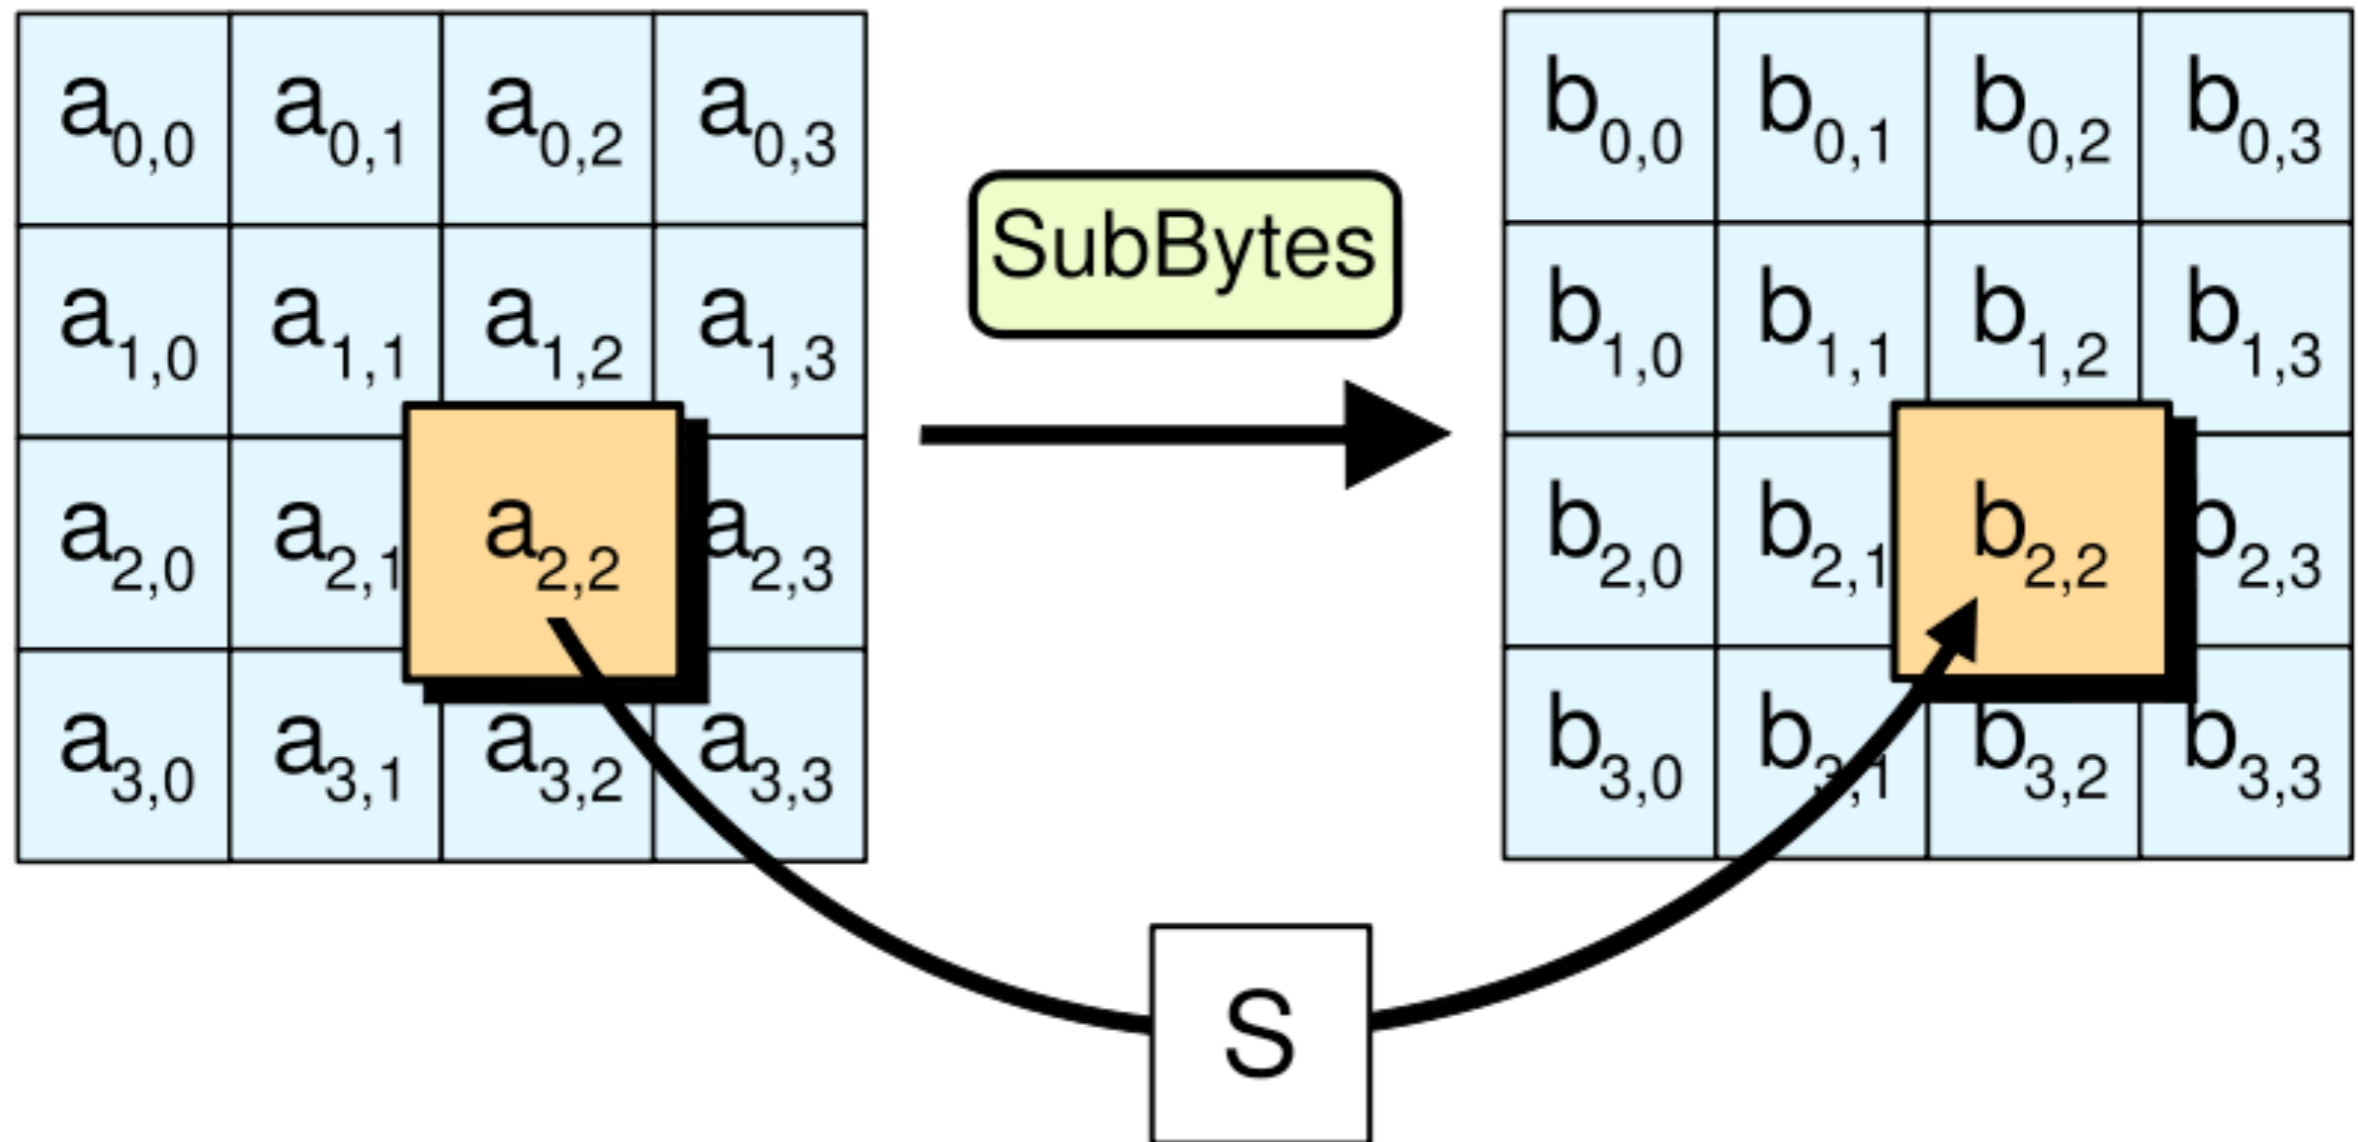 a0,0 a0,1 a0,2 a0,3
a1,0 a1,1 a1,2 a1,3
a2,0 a2,1 a2,2 a2,3
a3,0 a3,1 a3,2 a3,3
SubBytes
b0,0 b0,1 b0,2 b0,3
b1,0 b1,1 b1,2 b1,3
b2,0 b2,1 b2,2 b2,3
b3,0 b3,1 b3,2 b3,3
S